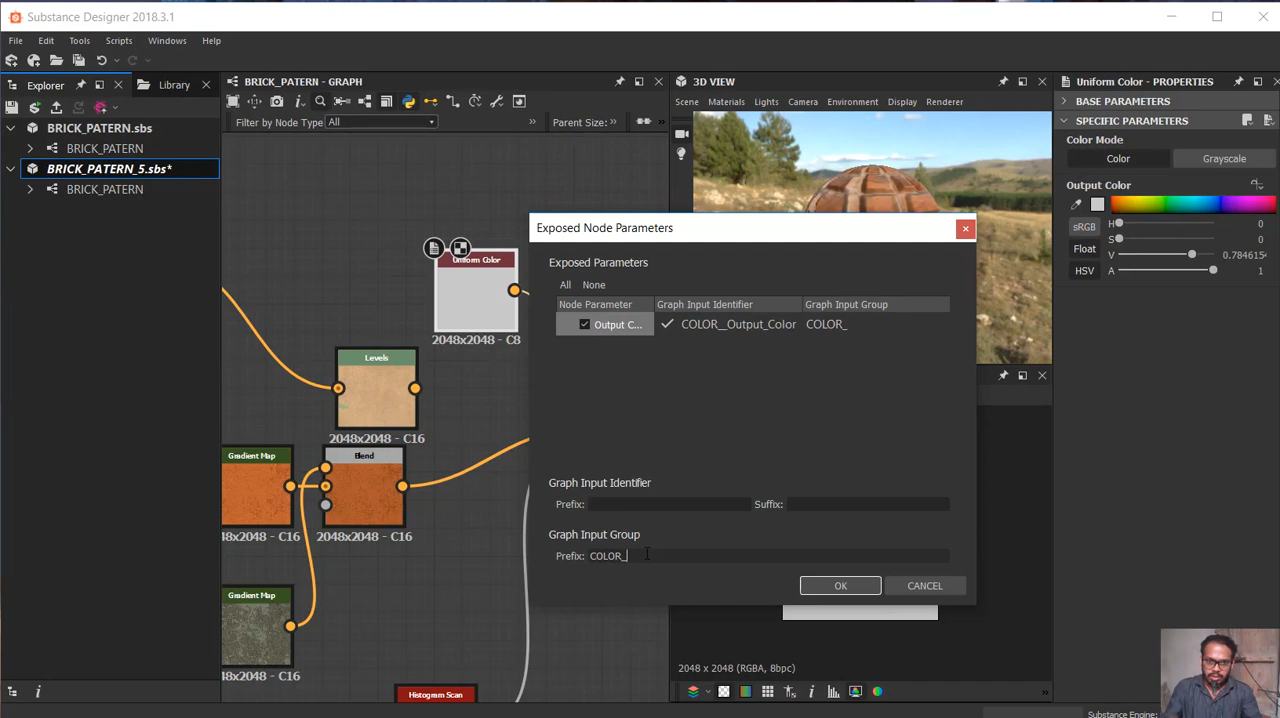 Substance Designer 2018.3.1
File Edit Tools Scripts Windows Help
Explorer Library
BRICK_PATERN - GRAPH
3D VIEW
Uniform Color - PROPERTIES
Scene Materials Lights Camera Environment Display Renderer
BASE PARAMETERS
Filter by Node Type All Parent Size:
SPECIFIC PARAMETERS
BRICK_PATERN.sbs
BRICK_PATERN
BRICK_PATERN_5.sbs*
BRICK_PATERN
Color Mode
Color Grayscale
Output Color
sRGB H 0
Float S 0
V 0.7846154
HSV A 1
Uniform Color
2048x2048 - C8
Levels
2048x2048 - C16
Gradient Map
Blend
48x2048 - C16
2048x2048 - C16
Gradient Map
48x2048 - C16
Histogram Scan
Exposed Node Parameters
Exposed Parameters
All None
Node Parameter Graph Input Identifier Graph Input Group
Output C... COLOR__Output_Color COLOR_
Graph Input Identifier
Prefix: Suffix:
Graph Input Group
Prefix: COLOR_
OK CANCEL
2048 x 2048 (RGBA, 8bpc)
Substance Engine: